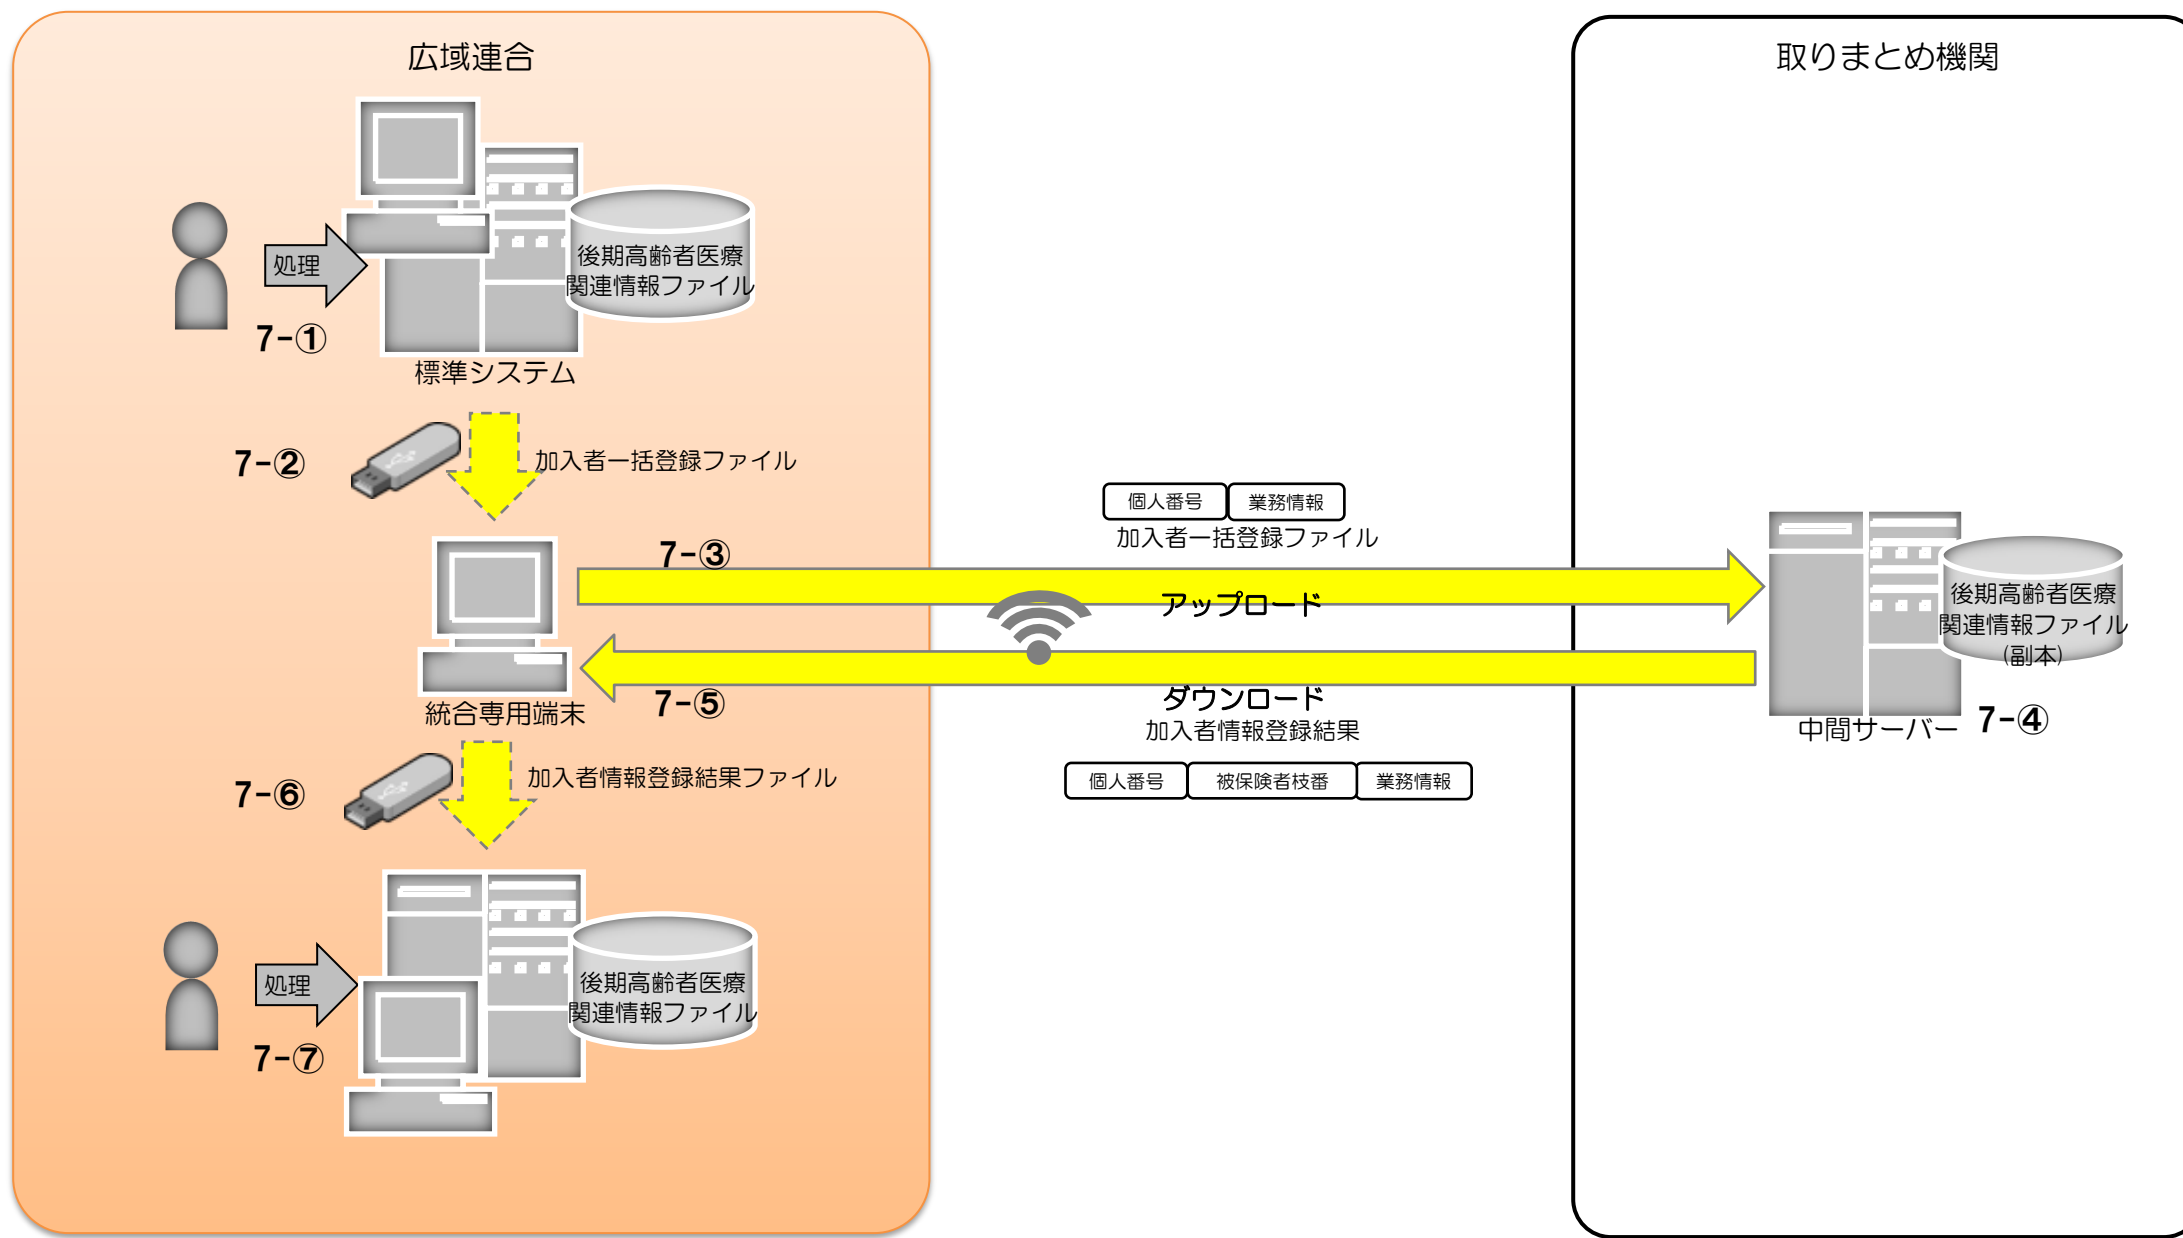 広域連合
取りまとめ機関
後期高齢者医療
関連情報ファイル
処理
7-①
標準システム
7-②
加入者一括登録ファイル
個人番号 業務情報
加入者一括登録ファイル
7-③
アップロード
後期高齢者医療
関連情報ファイル
(副本)
ダウンロード
7-⑤
統合専用端末
加入者情報登録結果
中間サーバー
7-④
個人番号 被保険者枝番 業務情報
7-⑥
加入者情報登録結果ファイル
処理
後期高齢者医療
関連情報ファイル
7-⑦